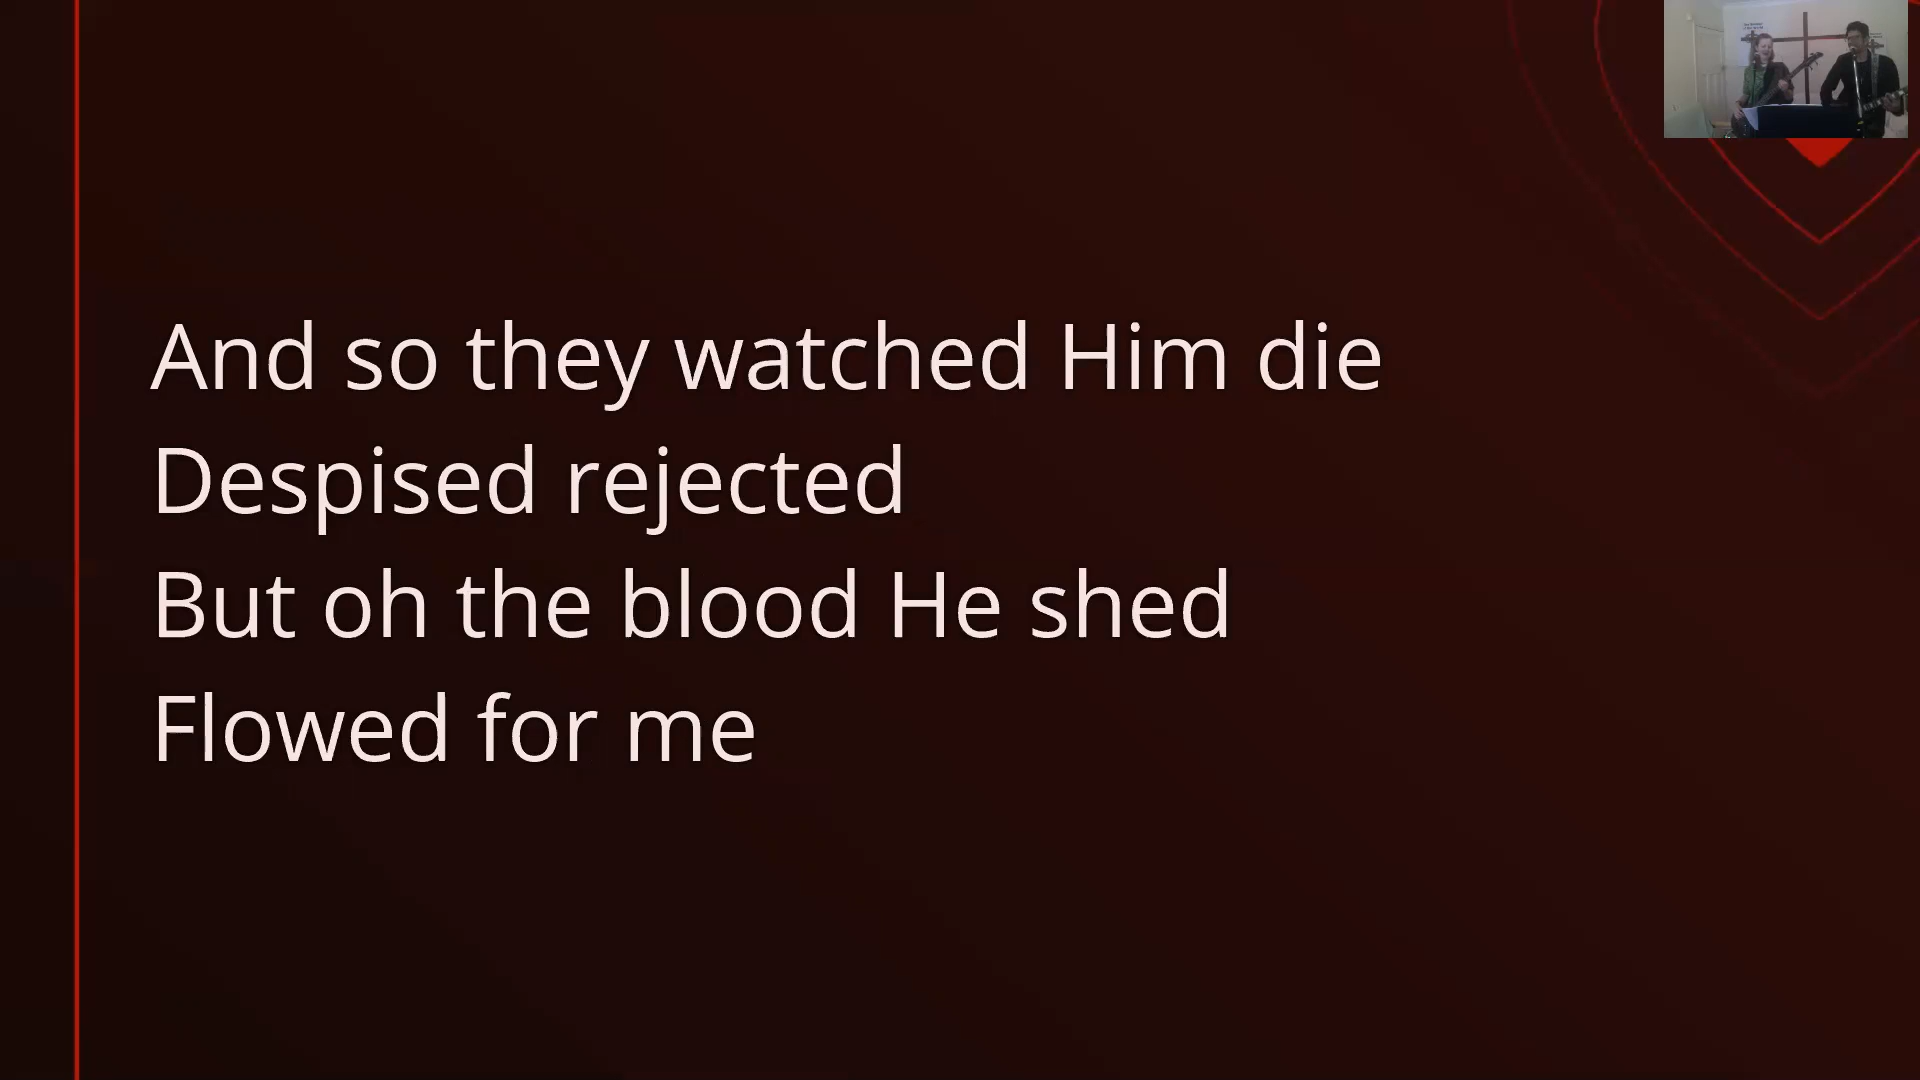 And so they watched Him die
Despised rejected
But oh the blood He shed
Flowed for me